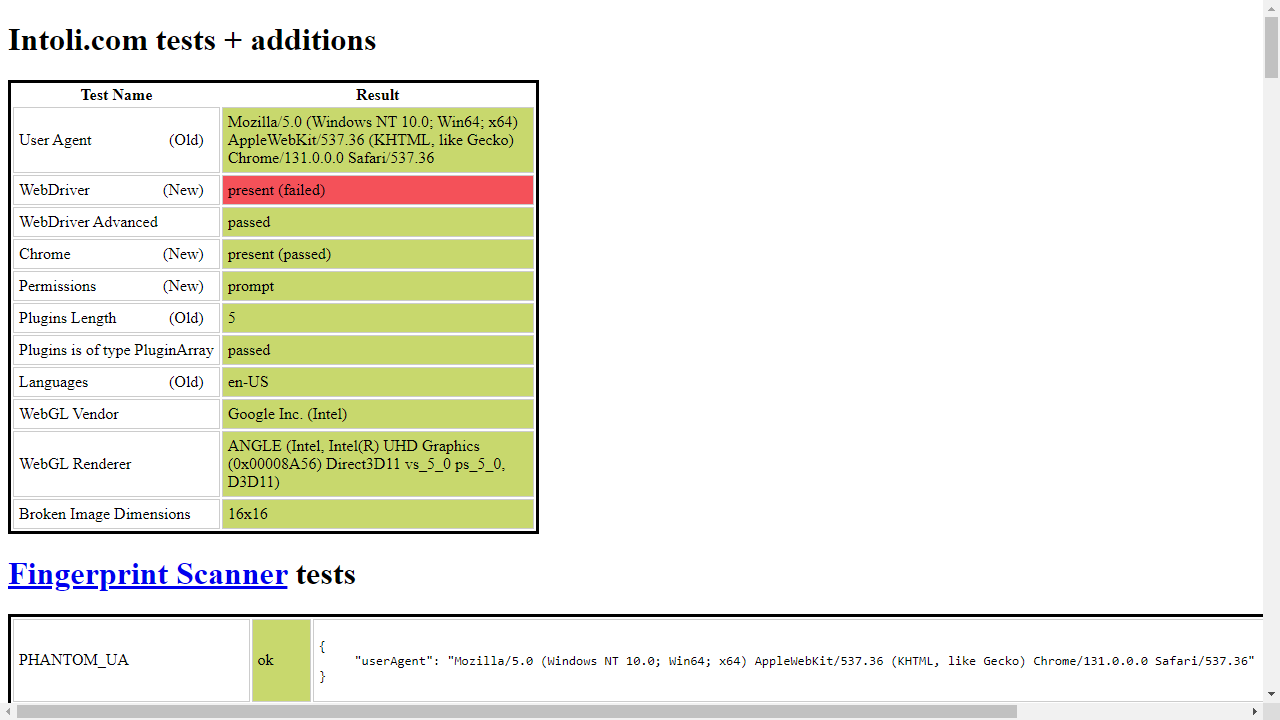 Intoli.com tests + additions
Test Name Result
User Agent (Old) Mozilla/5.0 (Windows NT 10.0; Win64; x64)
AppleWebKit/537.36 (KHTML, like Gecko)
Chrome/131.0.0.0 Safari/537.36
WebDriver (New) present (failed)
WebDriver Advanced passed
Chrome (New) present (passed)
Permissions (New) prompt
Plugins Length (Old) 5
Plugins is of type PluginArray passed
Languages (Old) en-US
WebGL Vendor Google Inc. (Intel)
WebGL Renderer ANGLE (Intel, Intel(R) UHD Graphics
(0x00008A56) Direct3D11 vs_5_0 ps_5_0,
D3D11)
Broken Image Dimensions 16x16
Fingerprint Scanner tests
PHANTOM_UA ok {
"userAgent": "Mozilla/5.0 (Windows NT 10.0; Win64; x64) AppleWebKit/537.36 (KHTML, like Gecko) Chrome/131.0.0.0 Safari/537.36"
}